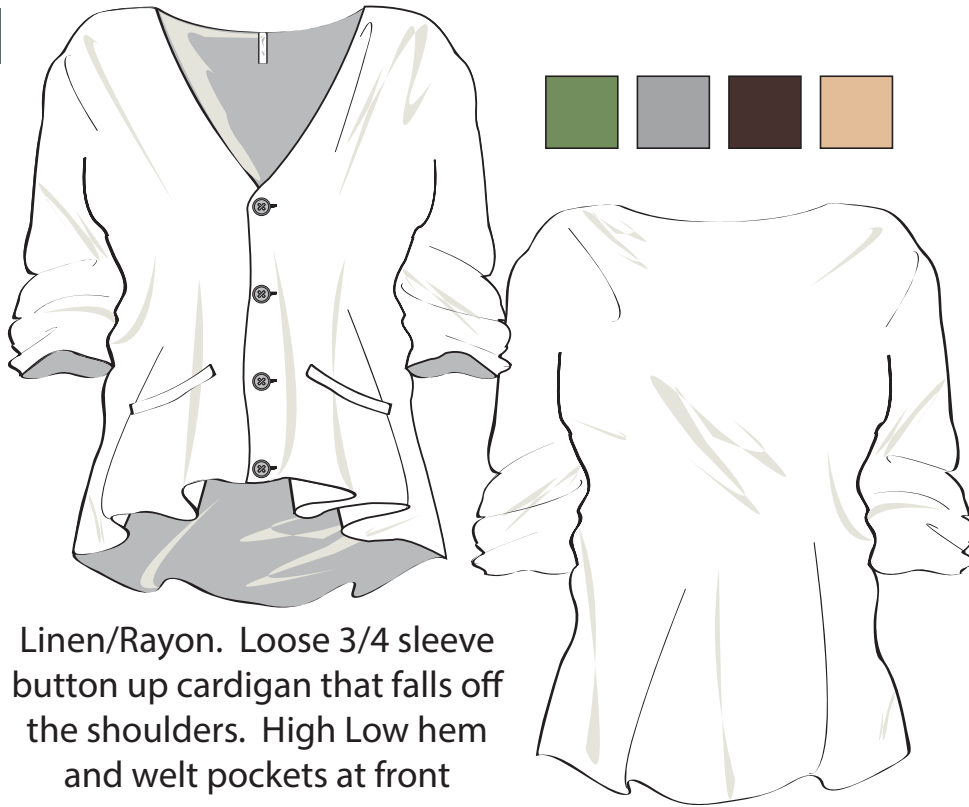 Linen/Rayon.  Loose 3/4 sleeve
button up cardigan that falls off
the shoulders.  High Low hem
and welt pockets at front